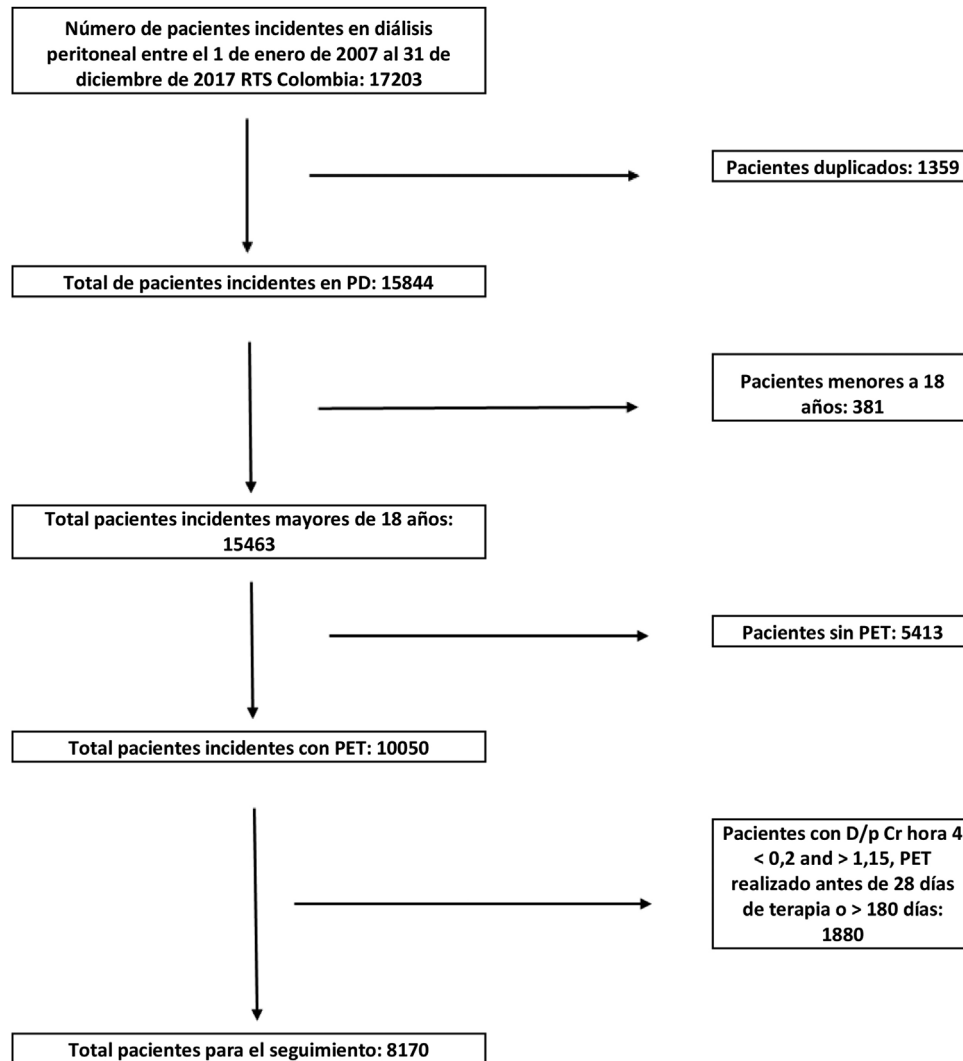 Número de pacientes incidentes en diálisis
peritoneal entre el 1 de enero de 2007 al 31 de
diciembre de 2017 RTS Colombia: 17203
Pacientes duplicados: 1359
Total de pacientes incidentes en PD: 15844
Pacientes menores a 18
años: 381
Total pacientes incidentes mayores de 18 años:
15463
Pacientes sin PET: 5413
Total pacientes incidentes con PET: 10050
Pacientes con D/p Cr hora 4
< 0,2 and > 1,15, PET
realizado antes de 28 días
de terapia o > 180 días:
1880
Total pacientes para el seguimiento: 8170